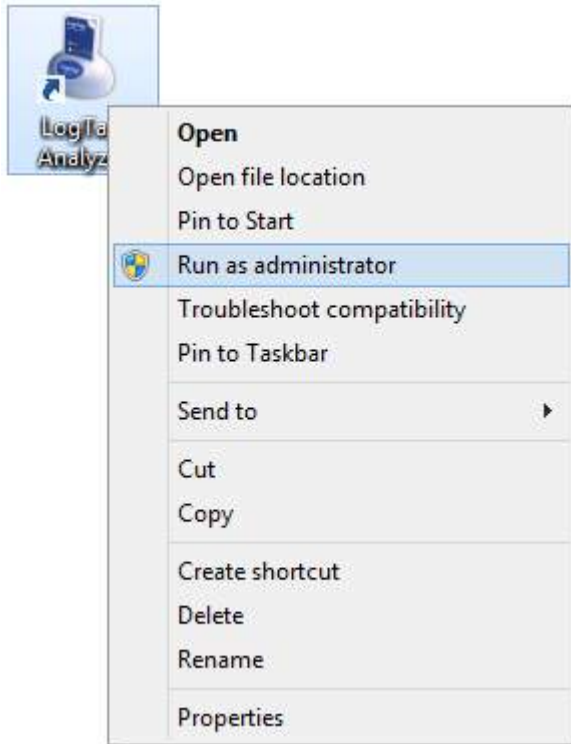 Open
Open file location
Pin to Start
Run as administrator
Troubleshoot compatibility
Pin to Taskbar
Send to
Cut
Copy
Create shortcut
Delete
Rename
Properties